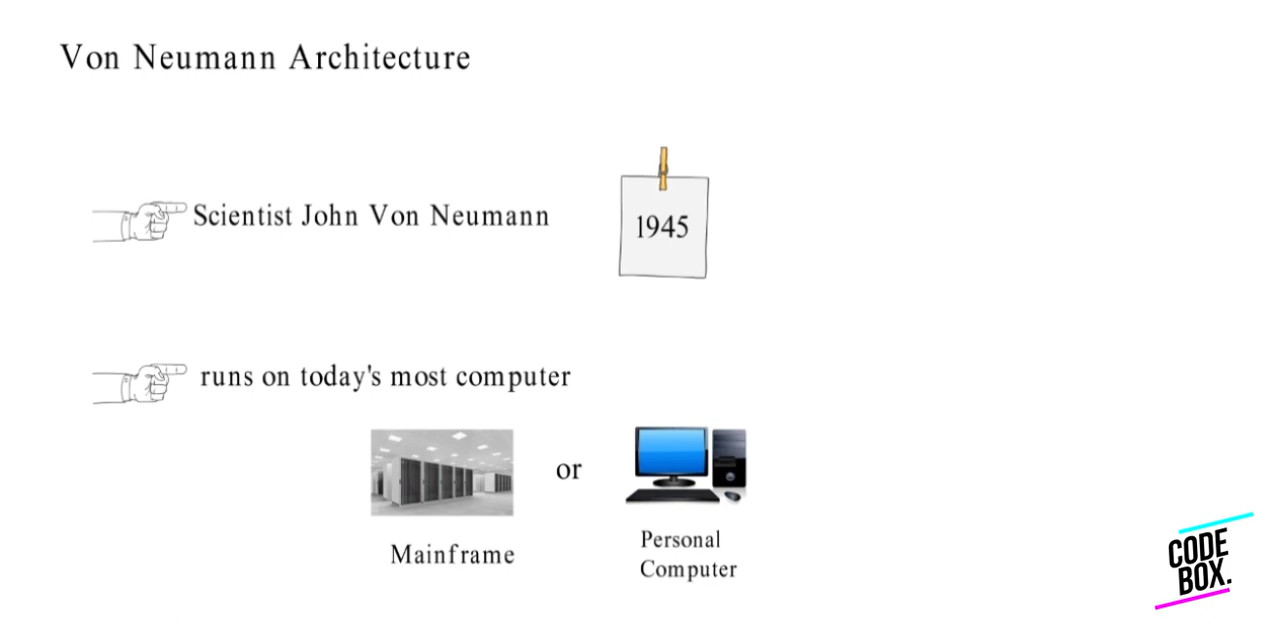 Von Neumann Architecture
Scientist John Von Neumann
1945
runs on today's most computer
or
Mainframe
Personal
Computer
CODE
BOX.